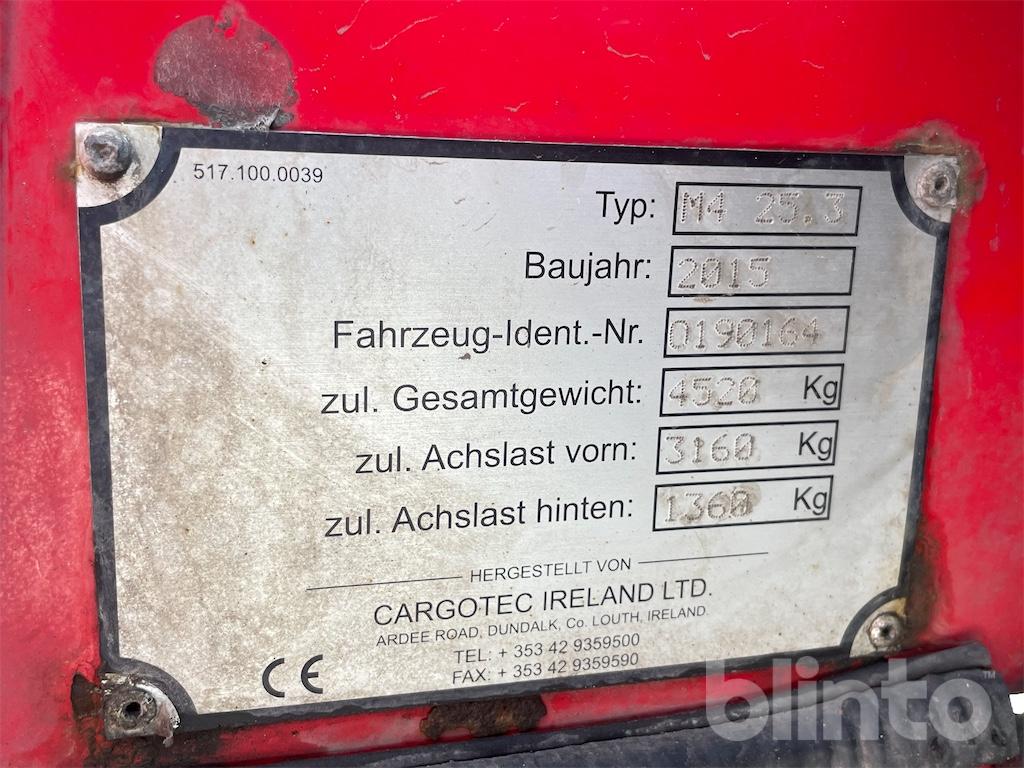 517.100.0039
Typ: M4 25.3
Baujahr: 2015
Fahrzeug-Ident.-Nr. 0190164
zul. Gesamtgewicht: 4520 Kg
zul. Achslast vorn: 3160 Kg
zul. Achslast hinten: 1360 Kg
HERGESTELLT VON
CARGOTEC IRELAND LTD.
ARDEE ROAD, DUNDALK, Co. LOUTH, IRELAND
TEL: + 353 42 9359500
FAX: + 353 42 9359590
CE
blinto™